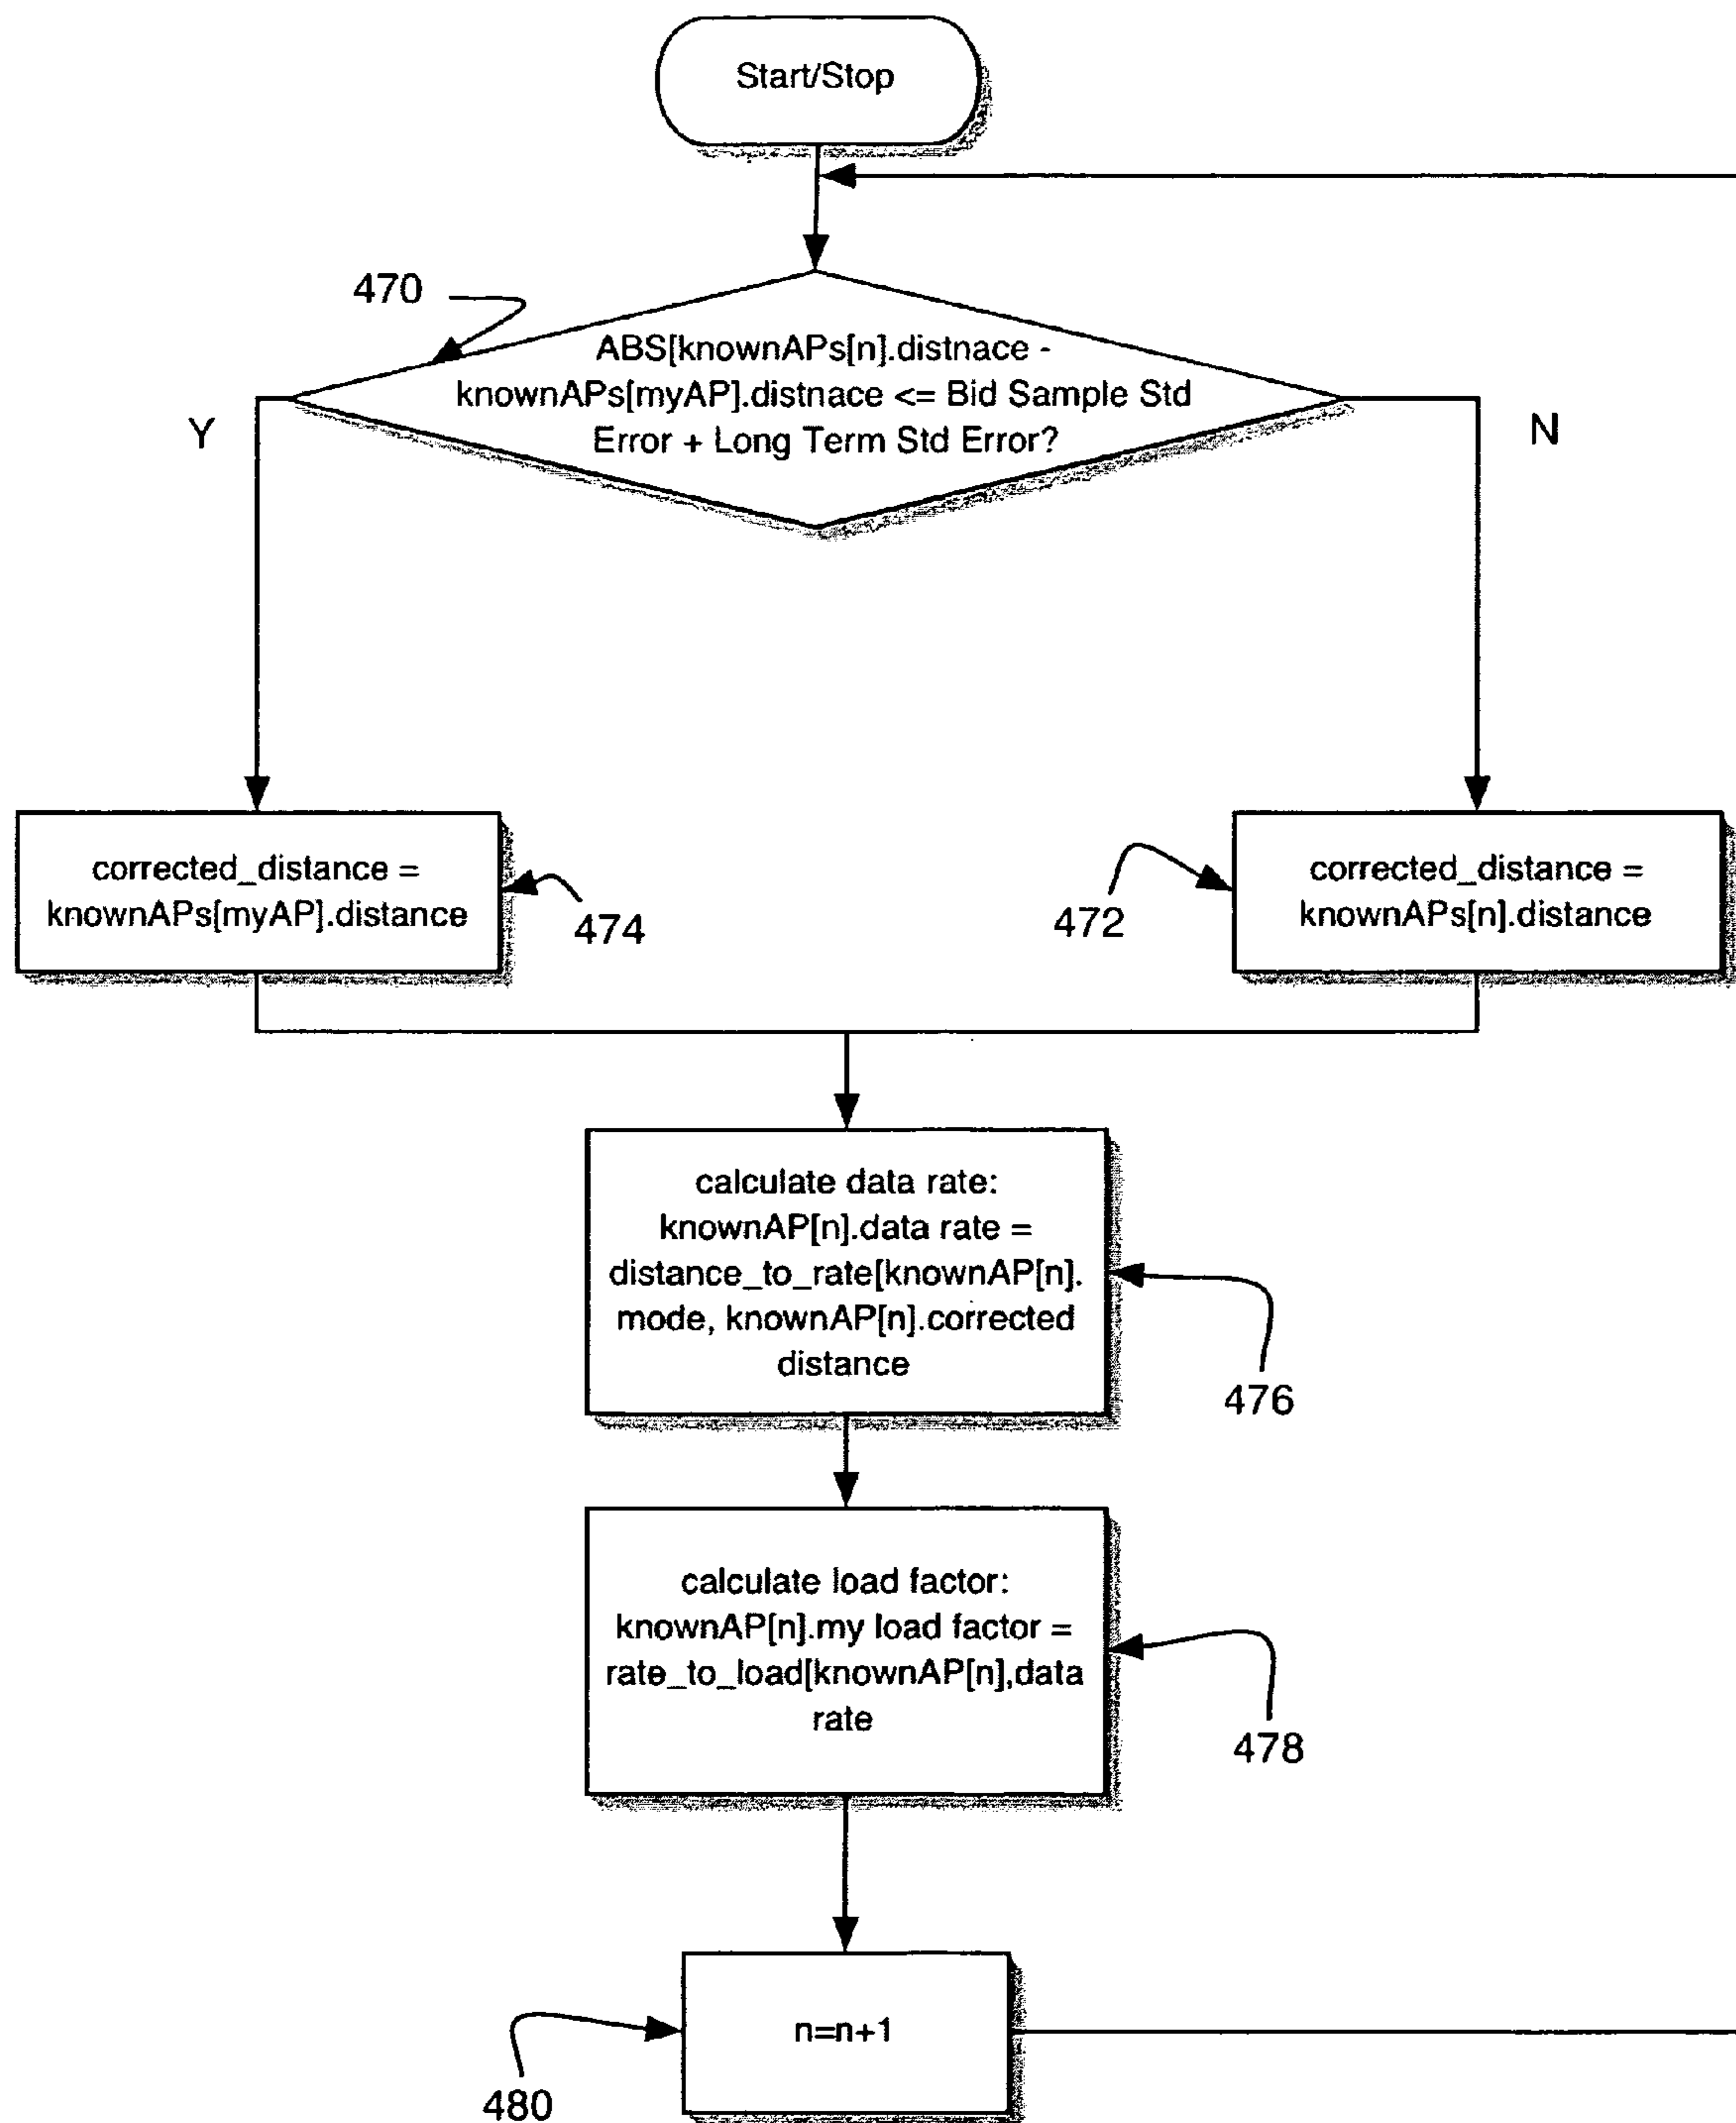 Start/Stop
470
ABS[knownAPs[n].distnace -
knownAPs[myAP].distnace <= Bid Sample Std
Error + Long Term Std Error?
Y
N
corrected_distance =
knownAPs[myAP].distance
474
472
corrected_distance =
knownAPs[n].distance
calculate data rate:
knownAP[n].data rate =
distance_to_rate[knownAP[n].
mode, knownAP[n].corrected
distance
476
calculate load factor:
knownAP[n].my load factor =
rate_to_load[knownAP[n],data
rate
478
n=n+1
480